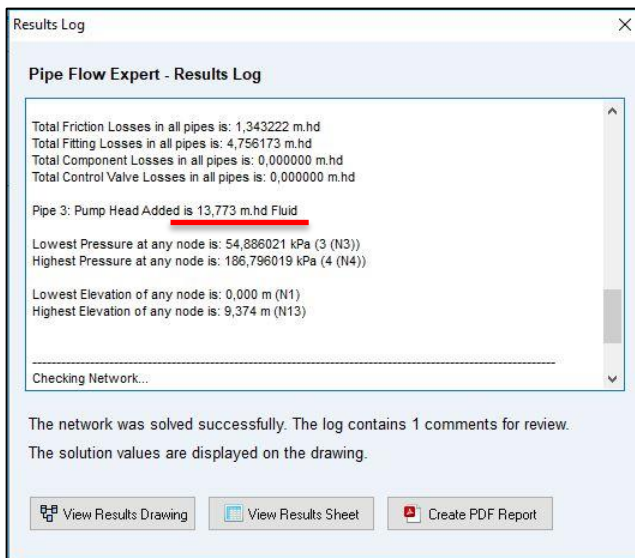 Results Log
Pipe Flow Expert - Results Log
Total Friction Losses in all pipes is: 1,343222 m.hd
Total Fitting Losses in all pipes is: 4,756173 m.hd
Total Component Losses in all pipes is: 0,000000 m.hd
Total Control Valve Losses in all pipes is: 0,000000 m.hd
Pipe 3: Pump Head Added is 13,773 m.hd Fluid
Lowest Pressure at any node is: 54,886021 kPa (3 (N3))
Highest Pressure at any node is: 186,796019 kPa (4 (N4))
Lowest Elevation of any node is: 0,000 m (N1)
Highest Elevation of any node is: 9,374 m (N13)
Checking Network...
The network was solved successfully. The log contains 1 comments for review.
The solution values are displayed on the drawing.
View Results Drawing View Results Sheet Create PDF Report